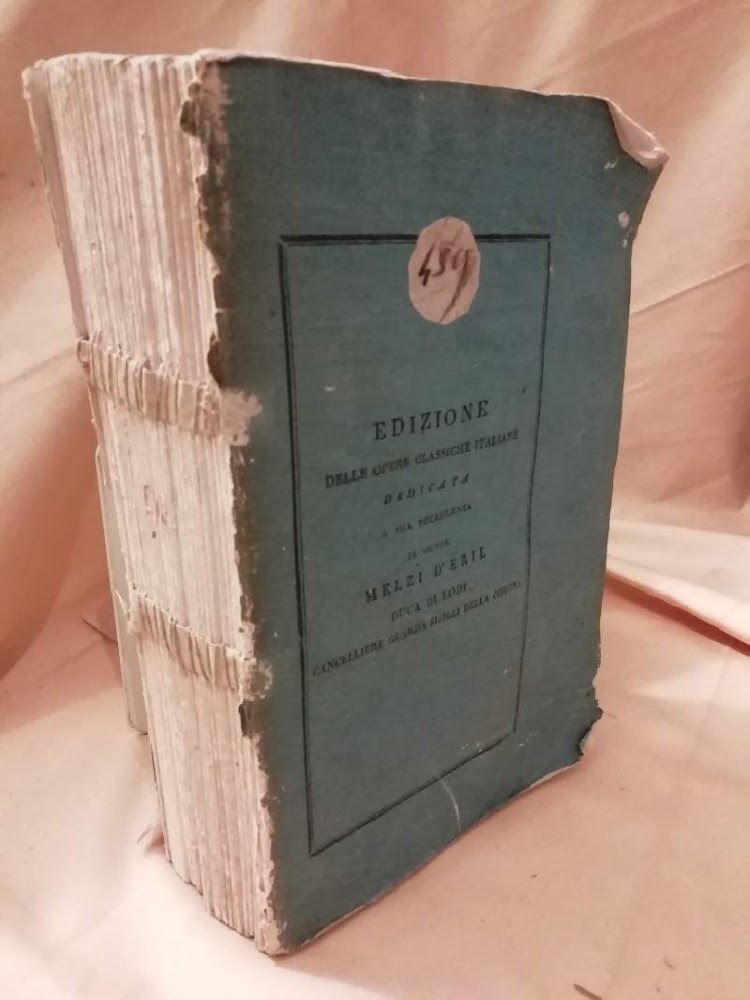 EDIZIONE
DELLE OPERE CLASSICHE ITALIANE
DEDICATA
A SUA ECCELLENZA
IL SIGNOR
MELZI D'ERIL
DUCA DI LODI
CANCELLIERE GUARDA SIGILLI DELLA CORONA